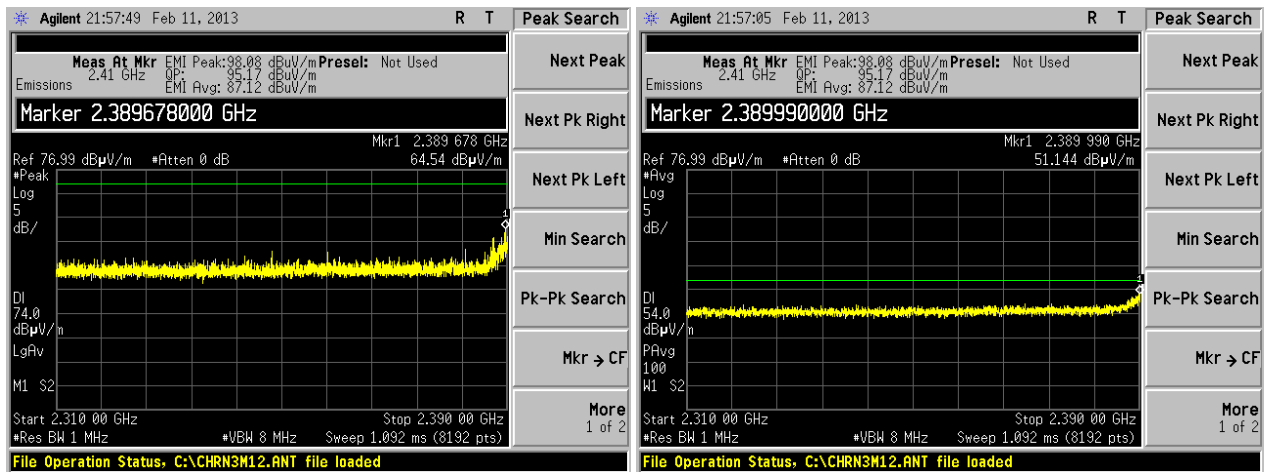 Agilent 21:57:49 Feb 11, 2013 R T Peak Search
Meas At Mkr EMI Peak:98.08 dBuV/m Presel: Not Used
2.41 GHz QP: 95.17 dBuV/m
Emissions EMI Avg: 87.12 dBuV/m
Marker 2.389678000 GHz
Mkr1 2.389 678 GHz
Ref 76.99 dBµV/m #Atten 0 dB 64.54 dBµV/m
#Peak
Log
5
dB/
1
DI
74.0
dBµV/m
LgAv
M1 S2
Start 2.310 00 GHz Stop 2.390 00 GHz
#Res BW 1 MHz #VBW 8 MHz Sweep 1.092 ms (8192 pts)
File Operation Status, C:\CHRN3M12.ANT file loaded
Next Peak
Next Pk Right
Next Pk Left
Min Search
Pk-Pk Search
Mkr → CF
More
1 of 2
Agilent 21:57:05 Feb 11, 2013 R T Peak Search
Meas At Mkr EMI Peak:98.08 dBuV/m Presel: Not Used
2.41 GHz QP: 95.17 dBuV/m
Emissions EMI Avg: 87.12 dBuV/m
Marker 2.389990000 GHz
Mkr1 2.389 990 GHz
Ref 76.99 dBµV/m #Atten 0 dB 51.144 dBµV/m
#Avg
Log
5
dB/
1
DI
54.0
dBµV/m
PAvg
100
W1 S2
Start 2.310 00 GHz Stop 2.390 00 GHz
#Res BW 1 MHz #VBW 8 MHz Sweep 1.092 ms (8192 pts)
File Operation Status, C:\CHRN3M12.ANT file loaded
Next Peak
Next Pk Right
Next Pk Left
Min Search
Pk-Pk Search
Mkr → CF
More
1 of 2